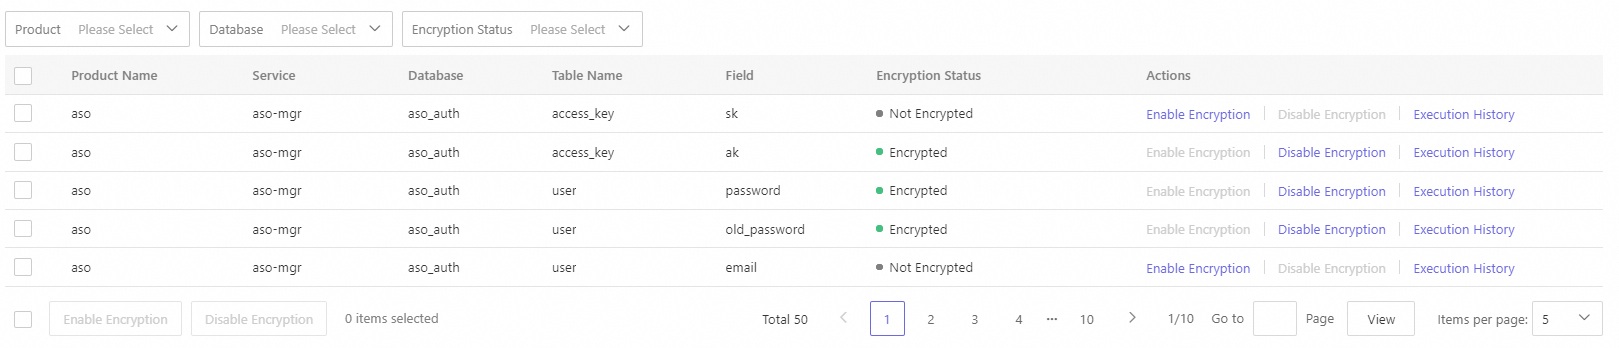 Product Please Select Database Please Select Encryption Status Please Select
Product Name Service Database Table Name Field Encryption Status Actions
aso aso-mgr aso_auth access_key sk Not Encrypted Enable Encryption Disable Encryption Execution History
aso aso-mgr aso_auth access_key ak Encrypted Enable Encryption Disable Encryption Execution History
aso aso-mgr aso_auth user password Encrypted Enable Encryption Disable Encryption Execution History
aso aso-mgr aso_auth user old_password Encrypted Enable Encryption Disable Encryption Execution History
aso aso-mgr aso_auth user email Not Encrypted Enable Encryption Disable Encryption Execution History
Enable Encryption Disable Encryption 0 items selected Total 50 1 2 3 4 ... 10 1/10 Go to Page View Items per page: 5